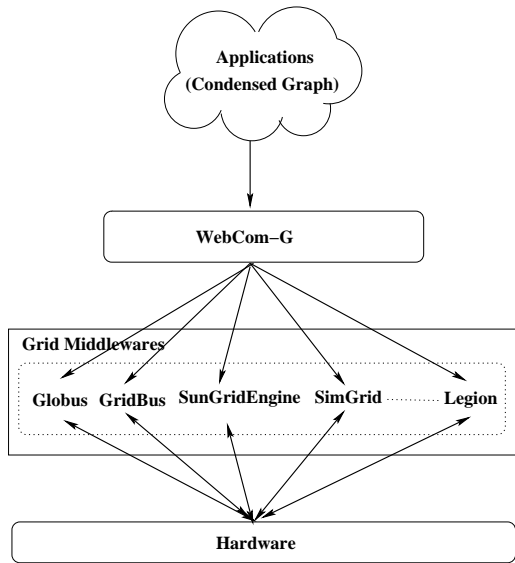 Applications
(Condensed Graph)
WebCom–G
Grid Middlewares
Globus GridBus SunGridEngine SimGrid Legion
Hardware